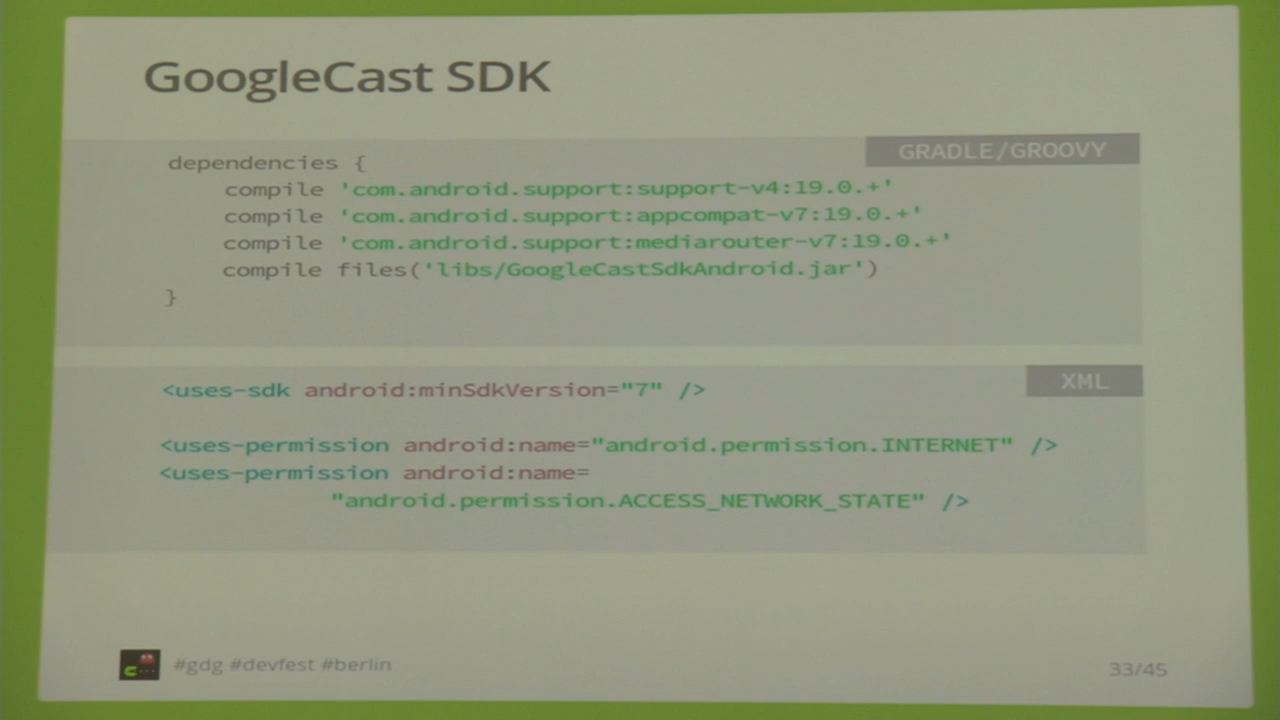 GoogleCast SDK
GRADLE/GROOVY
dependencies {
    compile 'com.android.support:support-v4:19.0.+'
    compile 'com.android.support:appcompat-v7:19.0.+'
    compile 'com.android.support:mediarouter-v7:19.0.+'
    compile files('libs/GoogleCastSdkAndroid.jar')
}
XML
<uses-sdk android:minSdkVersion="7" />
<uses-permission android:name="android.permission.INTERNET" />
<uses-permission android:name=
            "android.permission.ACCESS_NETWORK_STATE" />
#gdg #devfest #berlin
33/45